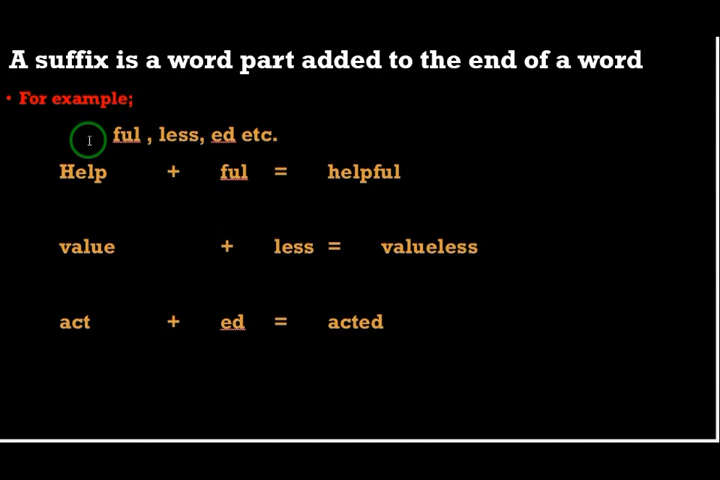 A suffix is a word part added to the end of a word
• For example;
ful , less, ed etc.
Help + ful = helpful
value + less = valueless
act + ed = acted